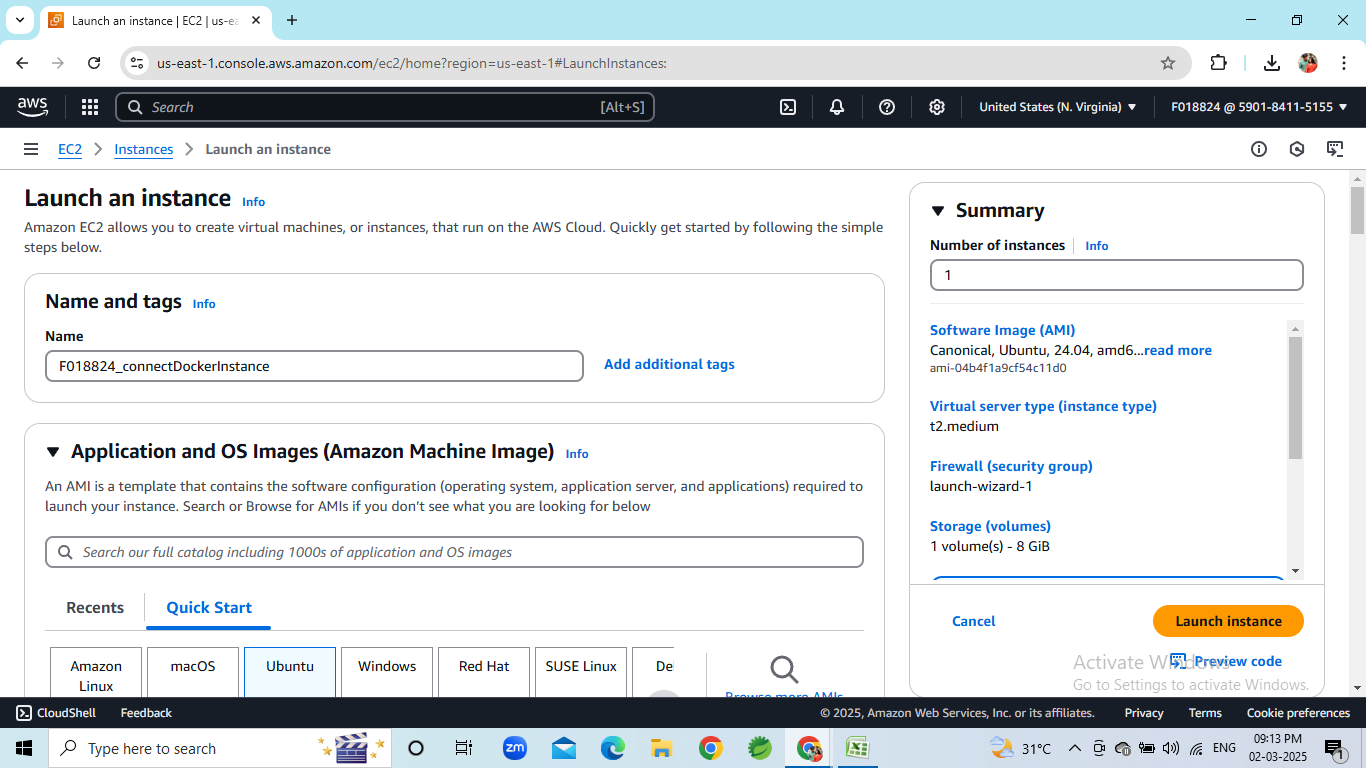 Launch an instance | EC2 | us-ea
us-east-1.console.aws.amazon.com/ec2/home?region=us-east-1#LaunchInstances:
aws
Search
[Alt+S]
United States (N. Virginia)
F018824 @ 5901-8411-5155
EC2
Instances
Launch an instance
Launch an instance
Info
Amazon EC2 allows you to create virtual machines, or instances, that run on the AWS Cloud. Quickly get started by following the simple
steps below.
Name and tags
Info
Name
F018824_connectDockerInstance
Add additional tags
Application and OS Images (Amazon Machine Image)
Info
An AMI is a template that contains the software configuration (operating system, application server, and applications) required to
launch your instance. Search or Browse for AMIs if you don't see what you are looking for below
Search our full catalog including 1000s of application and OS images
Recents
Quick Start
Amazon
Linux
macOS
Ubuntu
Windows
Red Hat
SUSE Linux
De
Browse more AMIs
Summary
Number of instances
Info
1
Software Image (AMI)
Canonical, Ubuntu, 24.04, amd6...read more
ami-04b4f1a9cf54c11d0
Virtual server type (instance type)
t2.medium
Firewall (security group)
launch-wizard-1
Storage (volumes)
1 volume(s) - 8 GiB
Cancel
Launch instance
Preview code
Activate Windows
Go to Settings to activate Windows.
CloudShell
Feedback
© 2025, Amazon Web Services, Inc. or its affiliates.
Privacy
Terms
Cookie preferences
Type here to search
zm
31°C
ENG
09:13 PM
02-03-2025
1